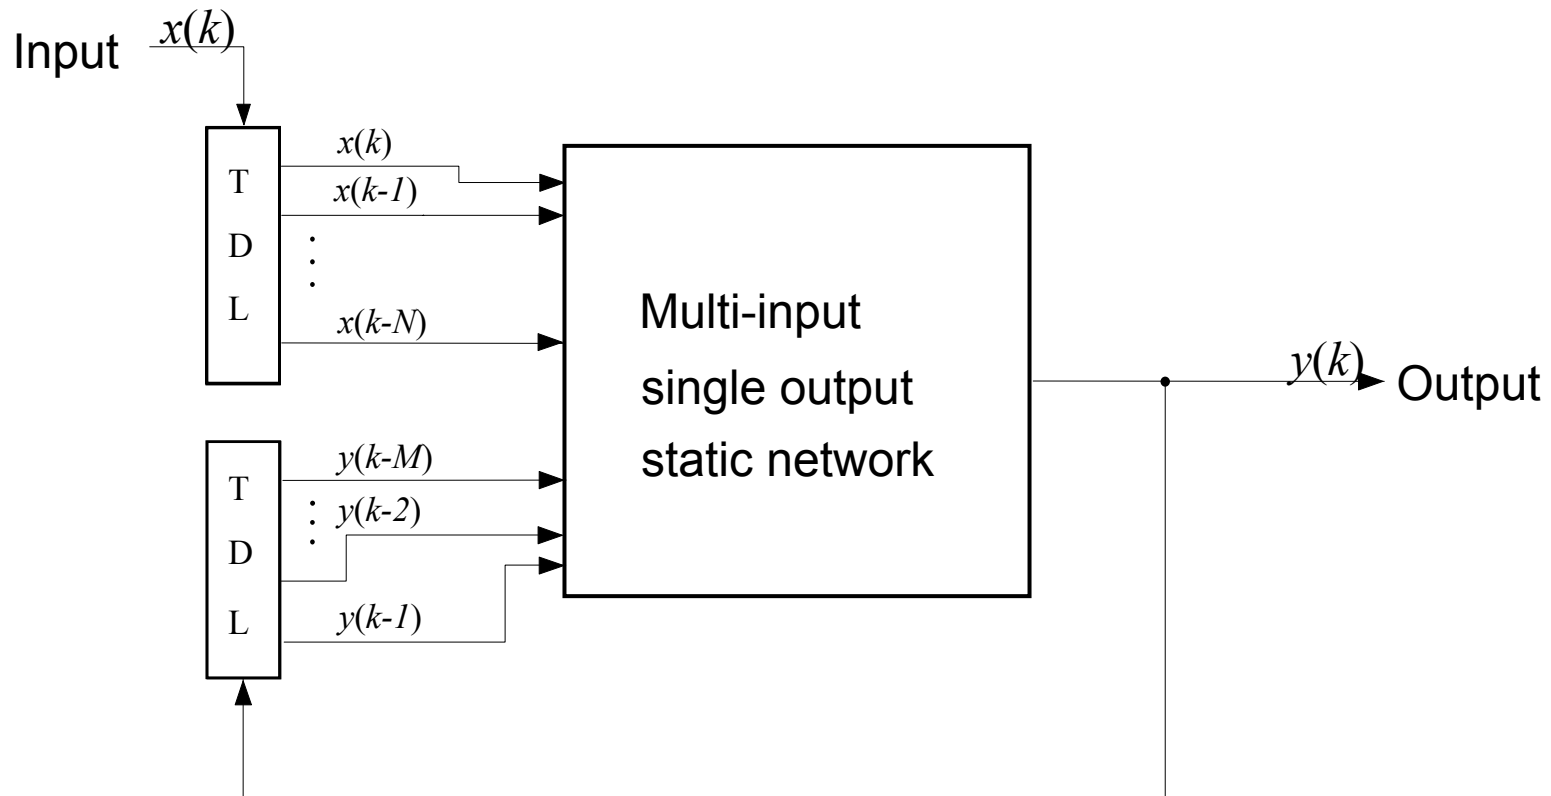 Input
x(k)
T
D
L
x(k)
x(k-1)
x(k-N)
Multi-input
single output
static network
y(k)
Output
T
D
L
y(k-M)
y(k-2)
y(k-1)